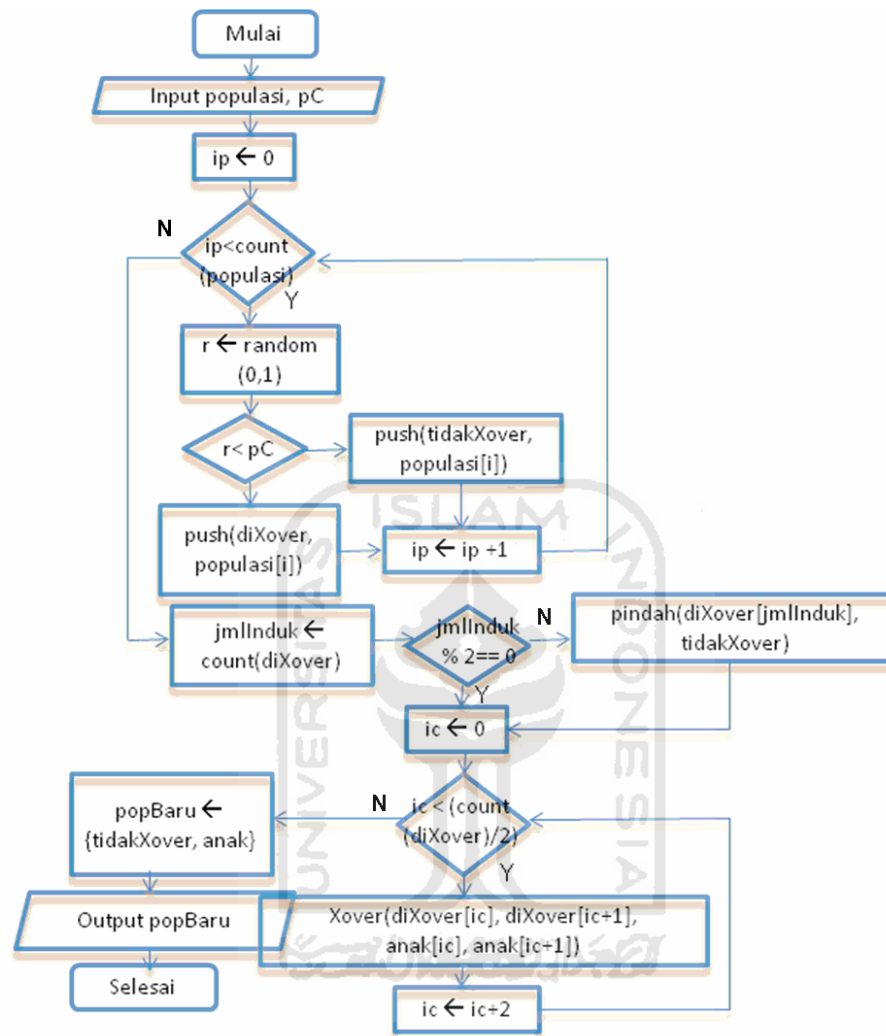 Mulai
Input populasi, pC
ip ← 0
N
ip<count
(populasi)
Y
r ← random
(0,1)
r< pC
push(tidakXover,
populasi[i])
push(diXover,
populasi[i])
ip ← ip +1
jmlInduk ←
count(diXover)
jmlInduk
% 2== 0
N
pindah(diXover[jmlInduk],
tidakXover)
Y
ic ← 0
ic < (count
(diXover)/2)
N
popBaru ←
{tidakXover, anak}
Y
Output popBaru
Xover(diXover[ic], diXover[ic+1],
anak[ic], anak[ic+1])
Selesai
ic ← ic+2
ISLAM
UNIVERSITAS
INDONESIA